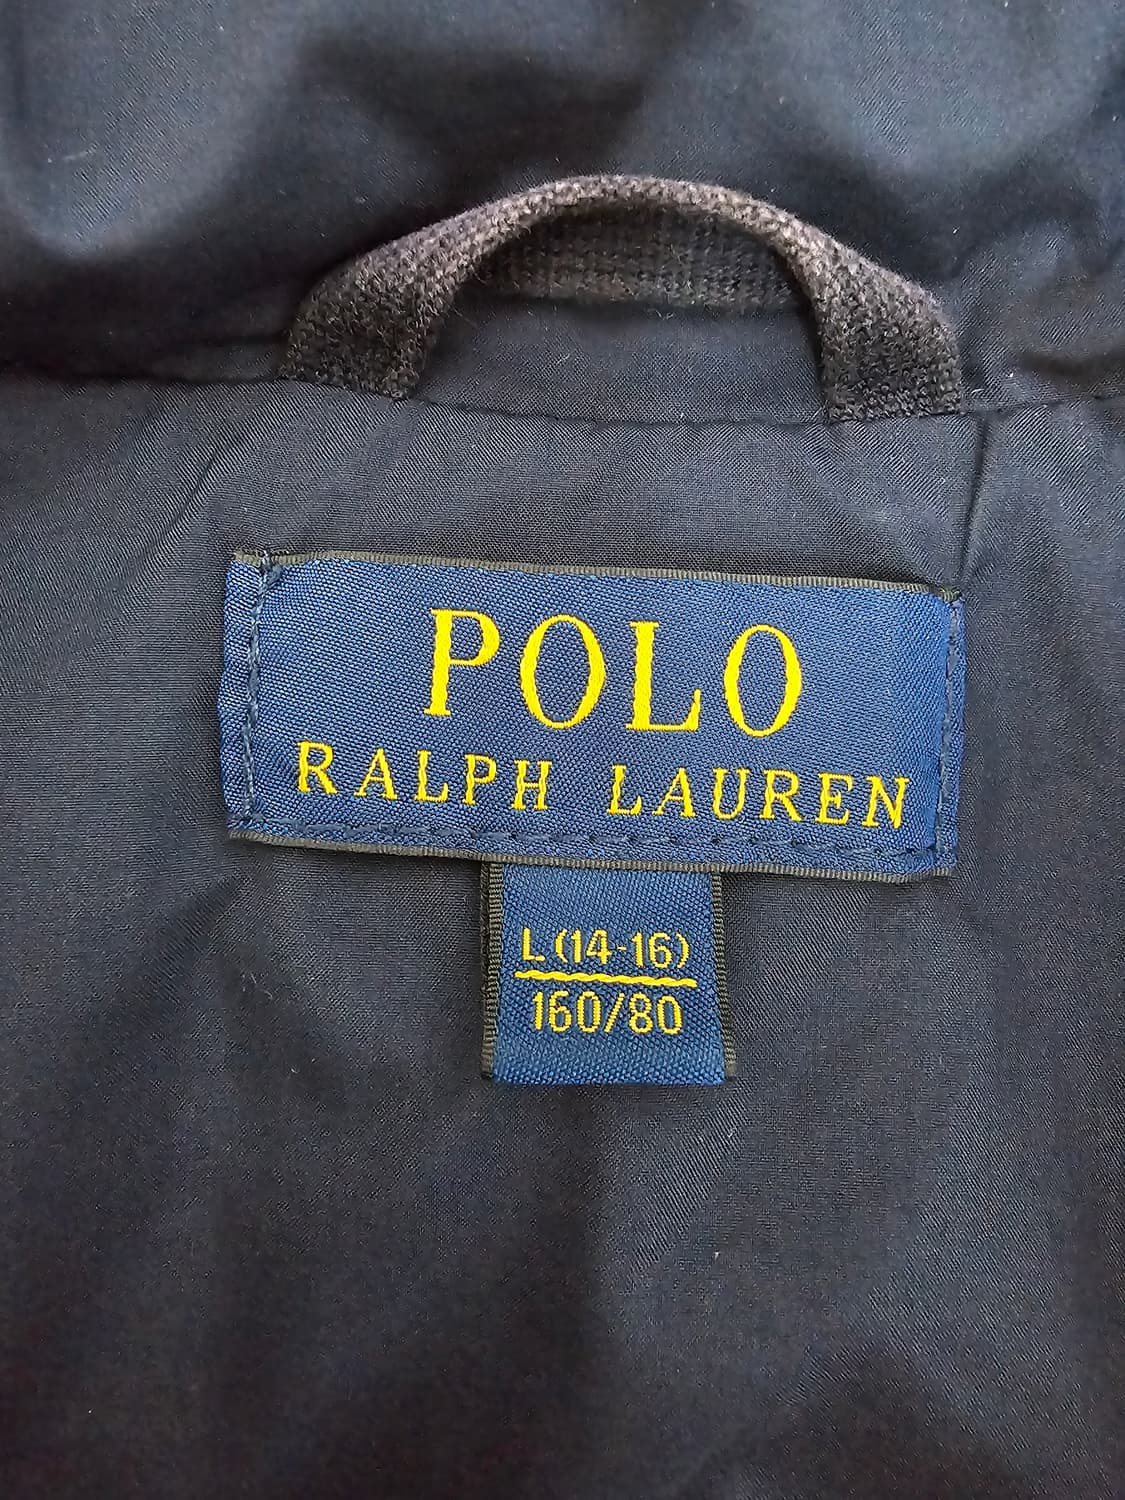 POLO
RALPH LAUREN
L (14-16)
160/80